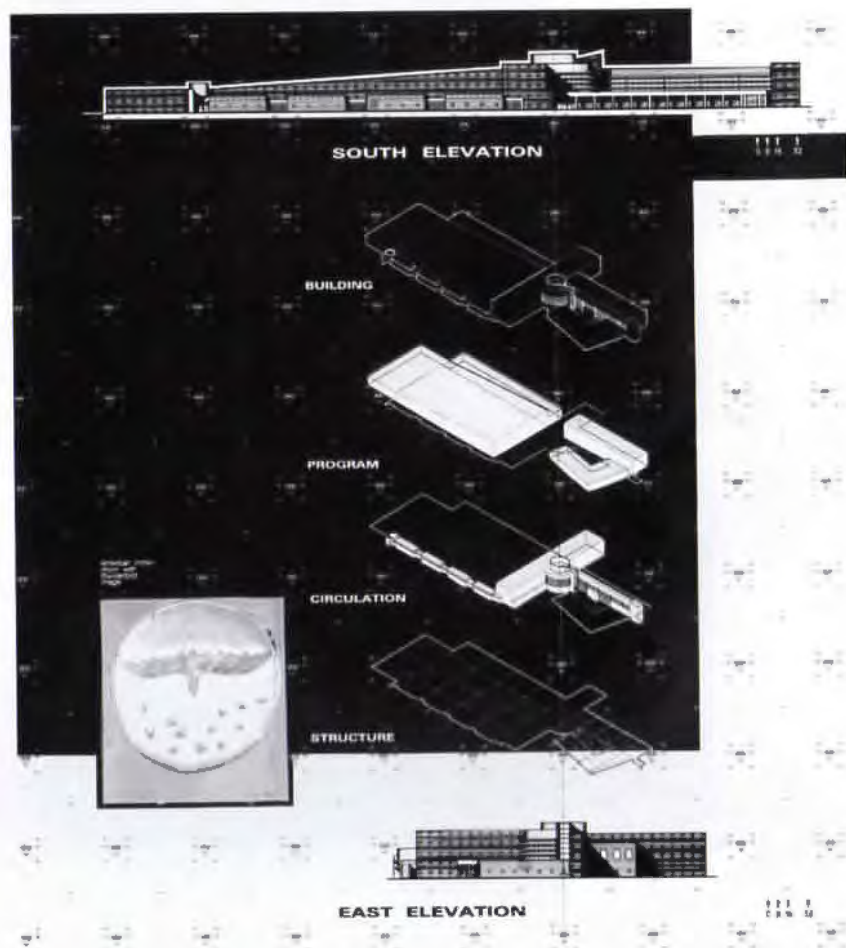 SOUTH ELEVATION
BUILDING
PROGRAM
CIRCULATION
STRUCTURE
EAST ELEVATION